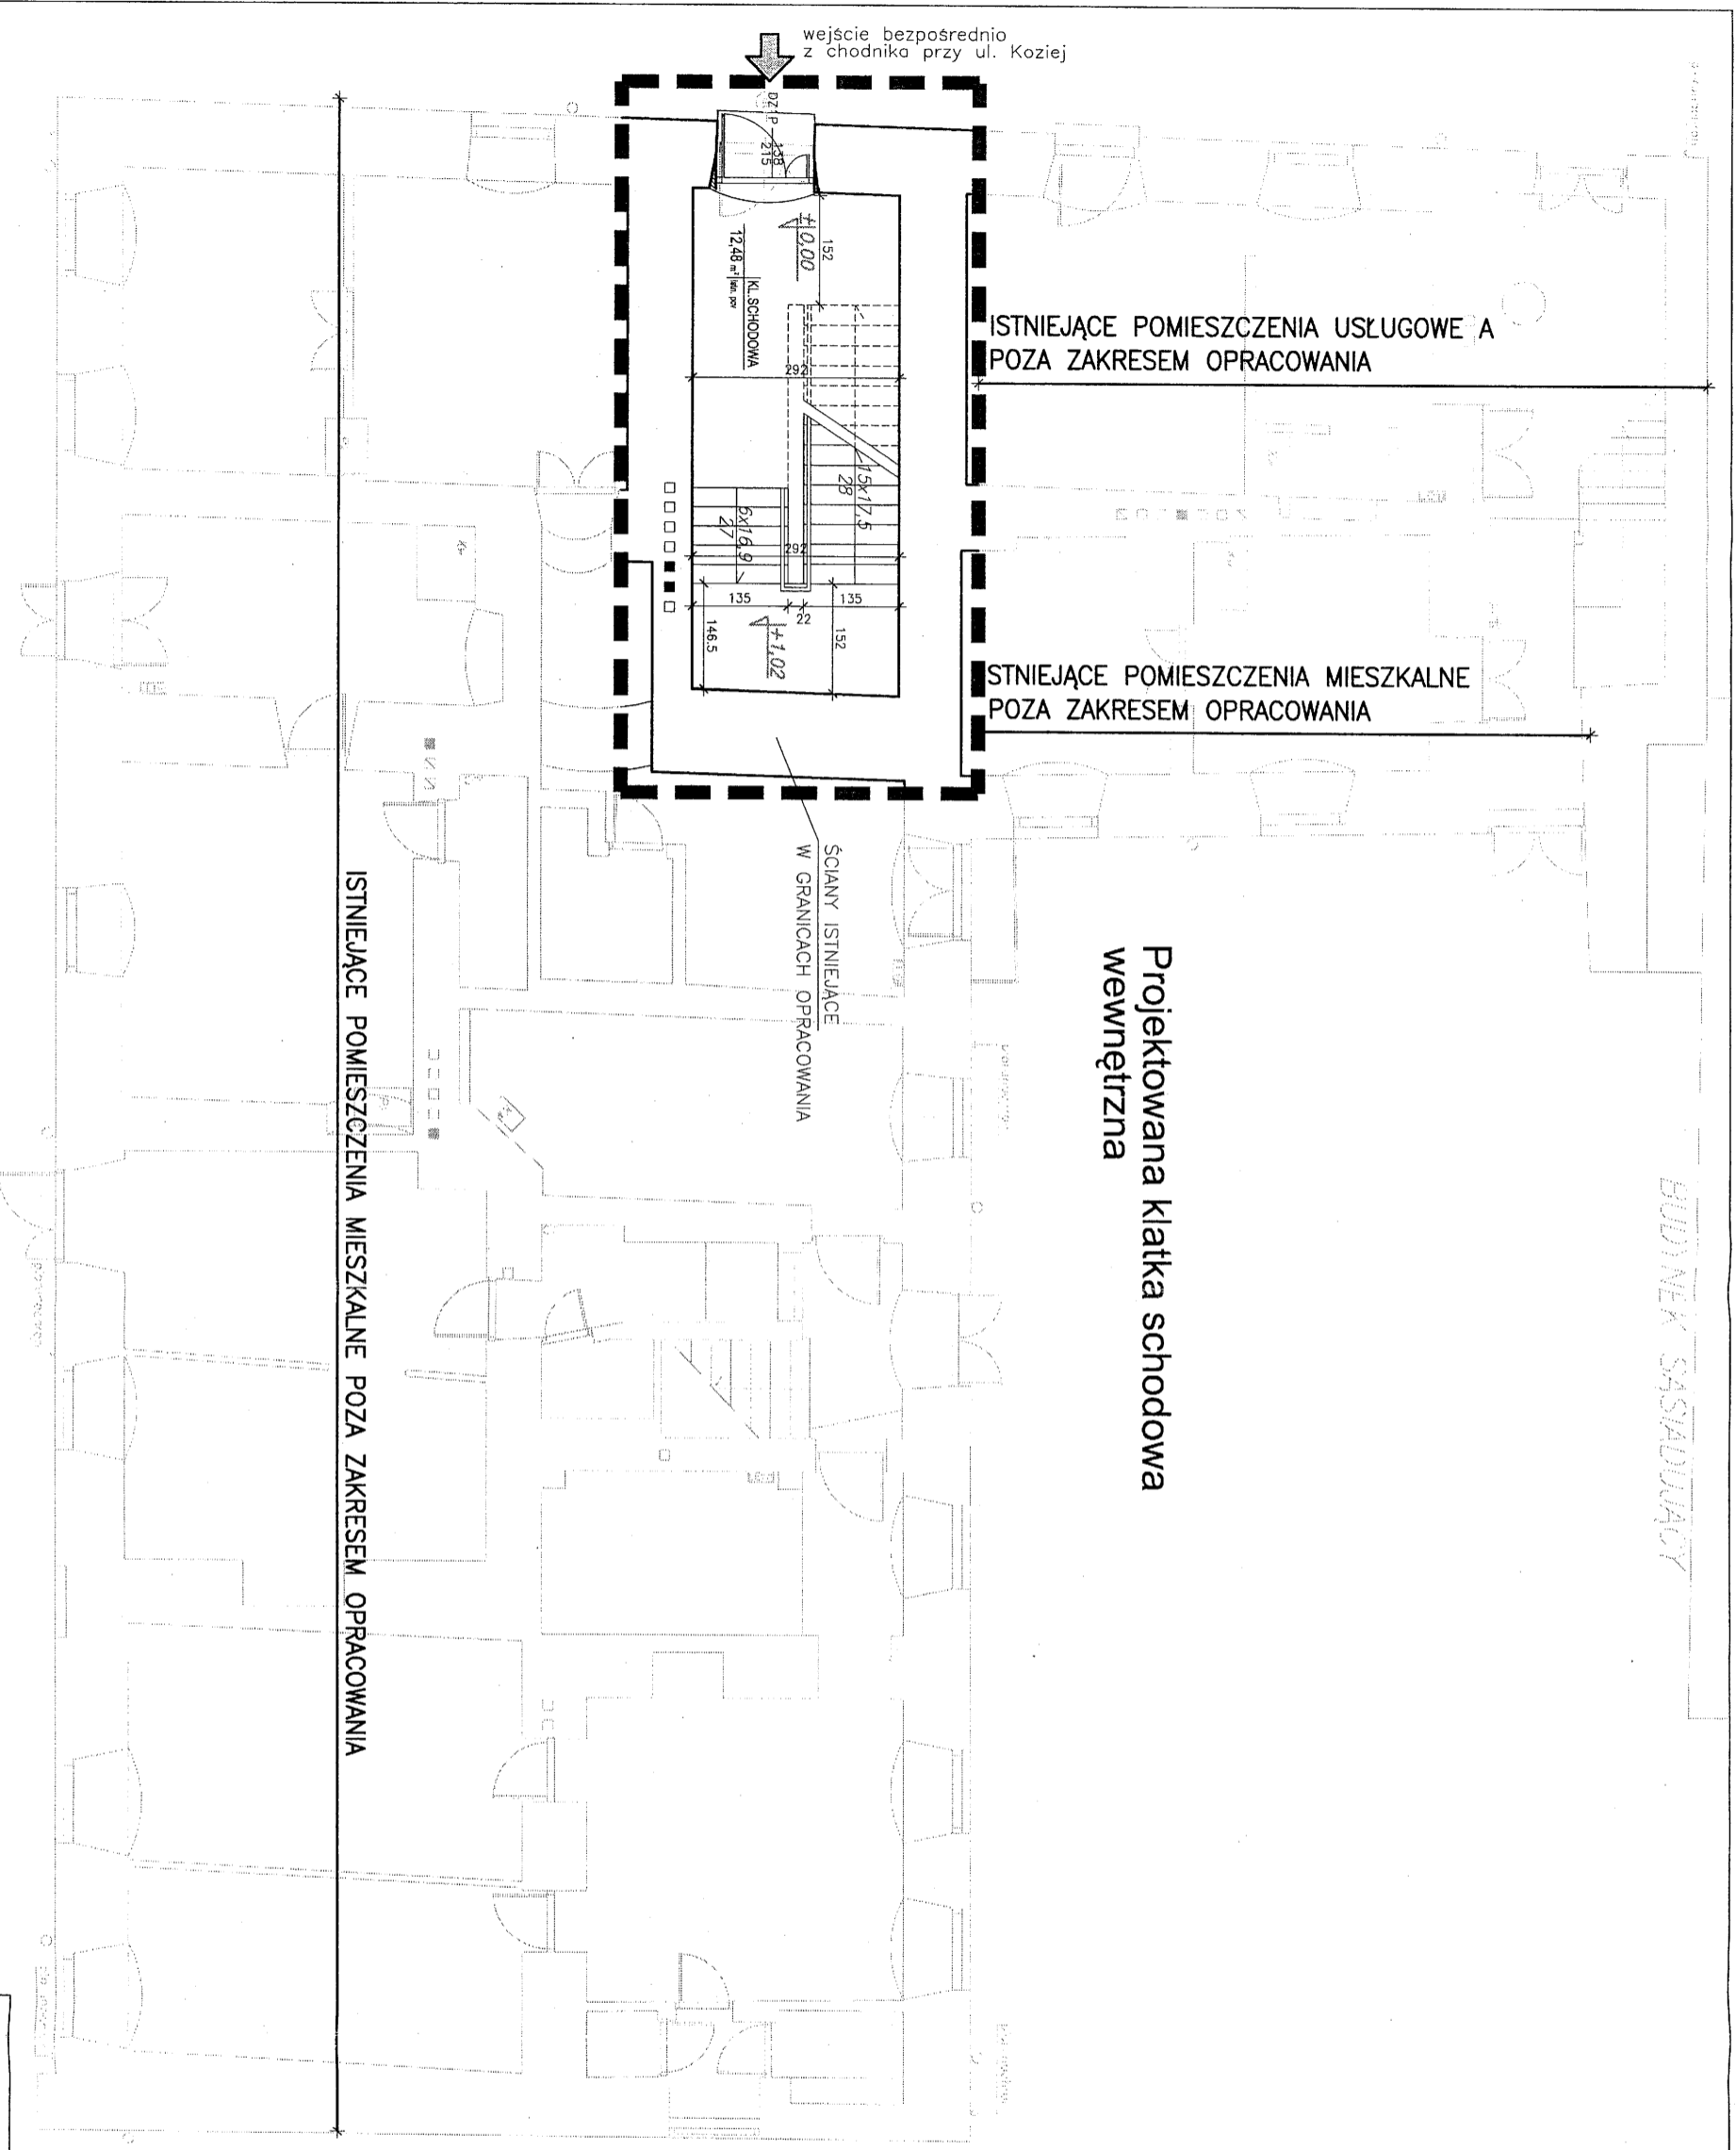 wejście bezpośrednio
z chodnika przy ul. Koziej
DZ1P
138
215
±0,00
152
KL.SCHODOWA
12,48 m²
292
15x17,5
28
6x16,9
27
292
135
22
135
+1,02
152
146.5
ISTNIEJĄCE POMIESZCZENIA USŁUGOWE A
POZA ZAKRESEM OPRACOWANIA
STNIEJĄCE POMIESZCZENIA MIESZKALNE
POZA ZAKRESEM OPRACOWANIA
ŚCIANY ISTNIEJĄCE
W GRANICACH OPRACOWANIA
Projektowana klatka schodowa
wewnętrzna
BUDYNEK SĄSIADUJĄCY
ISTNIEJĄCE POMIESZCZENIA MIESZKALNE POZA ZAKRESEM OPRACOWANIA